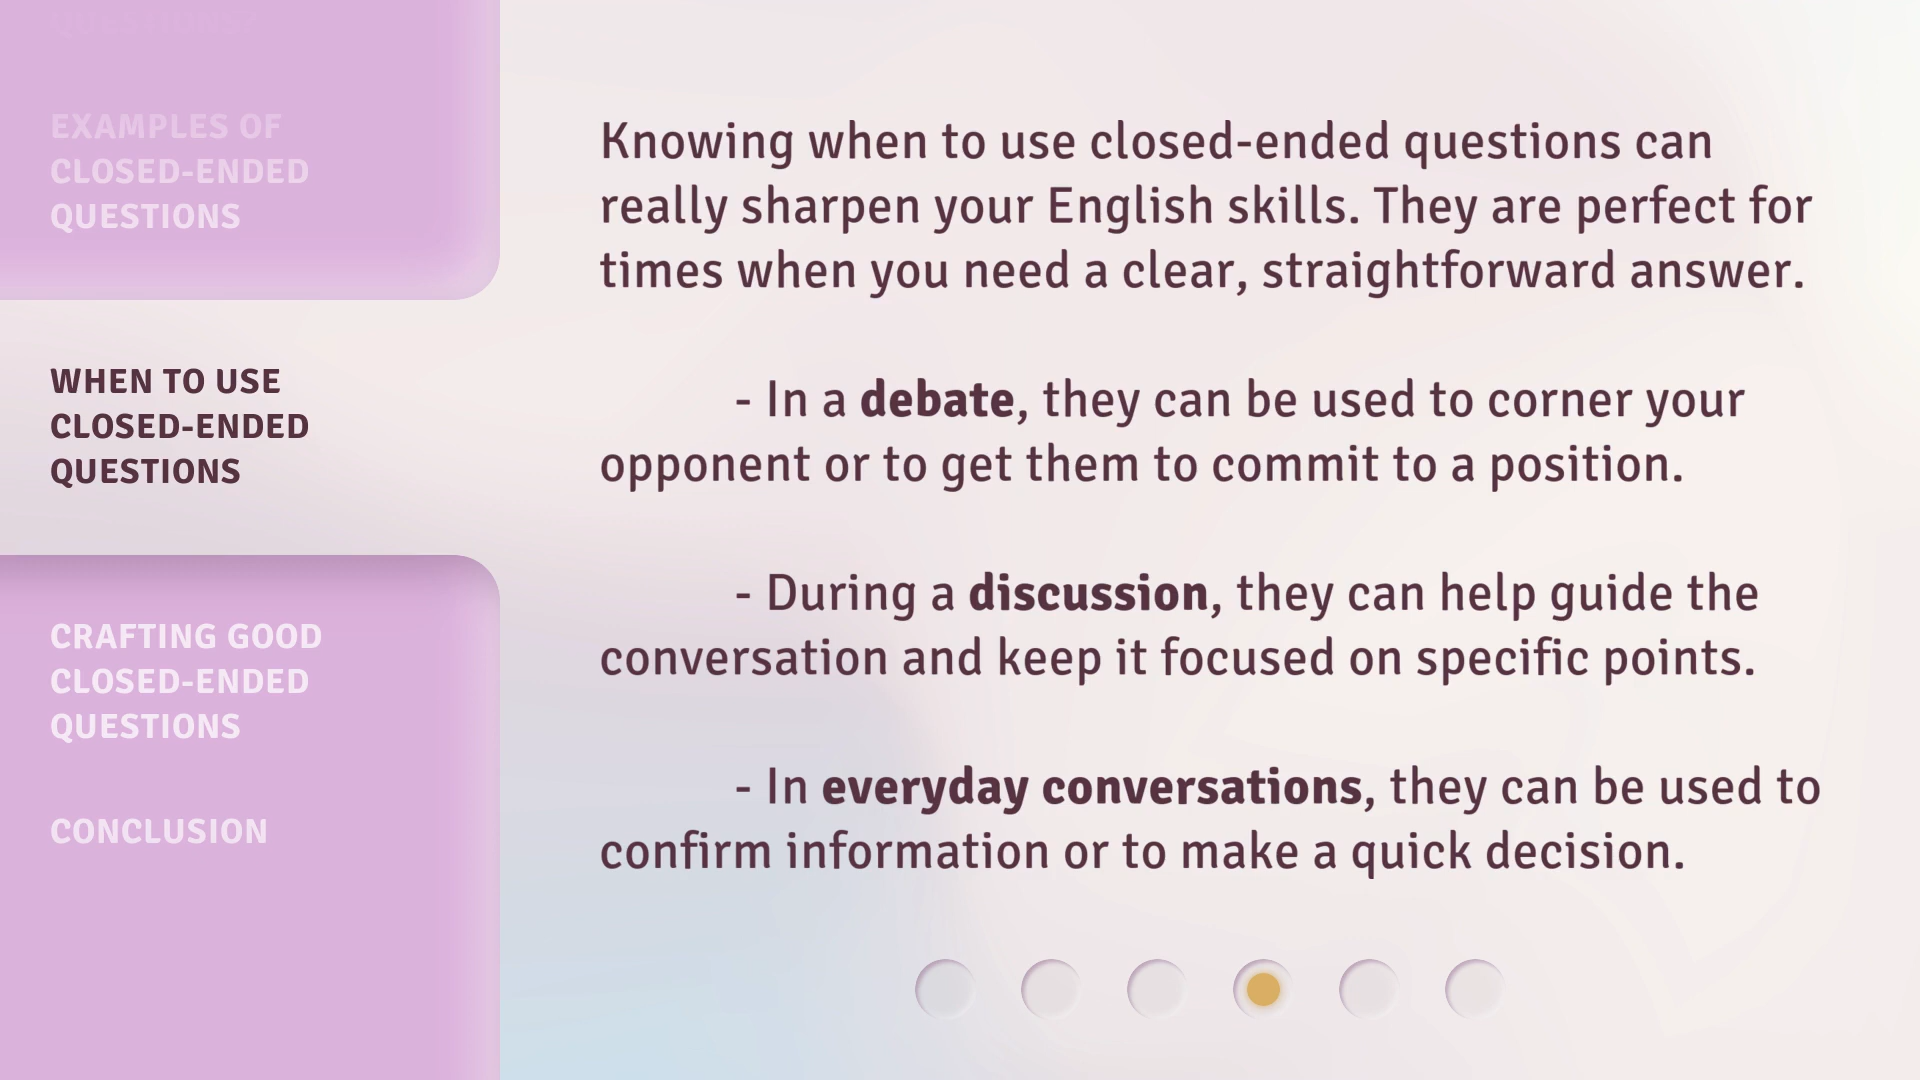 EXAMPLES OF
CLOSED-ENDED
QUESTIONS
WHEN TO USE
CLOSED-ENDED
QUESTIONS
CRAFTING GOOD
CLOSED-ENDED
QUESTIONS
CONCLUSION
Knowing when to use closed-ended questions can
really sharpen your English skills. They are perfect for
times when you need a clear, straightforward answer.
- In a debate, they can be used to corner your
opponent or to get them to commit to a position.
- During a discussion, they can help guide the
conversation and keep it focused on specific points.
- In everyday conversations, they can be used to
confirm information or to make a quick decision.